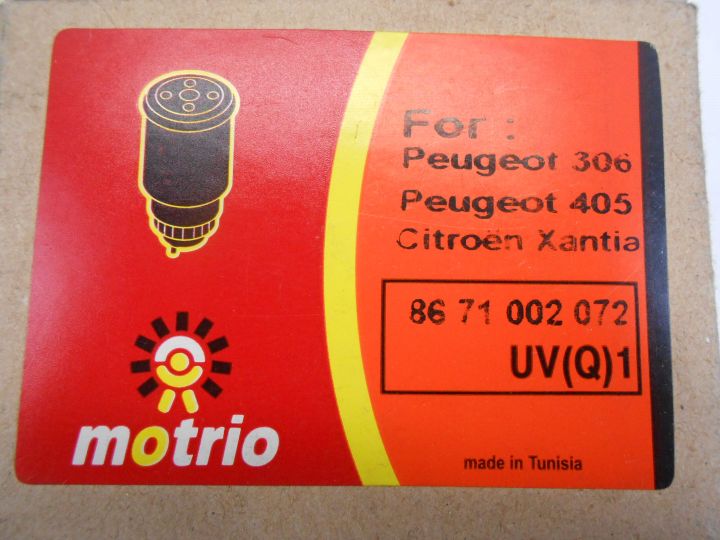 For :
Peugeot 306
Peugeot 405
Citroën Xantia
86 71 002 072
UV(Q)1
motrio
made in Tunisia